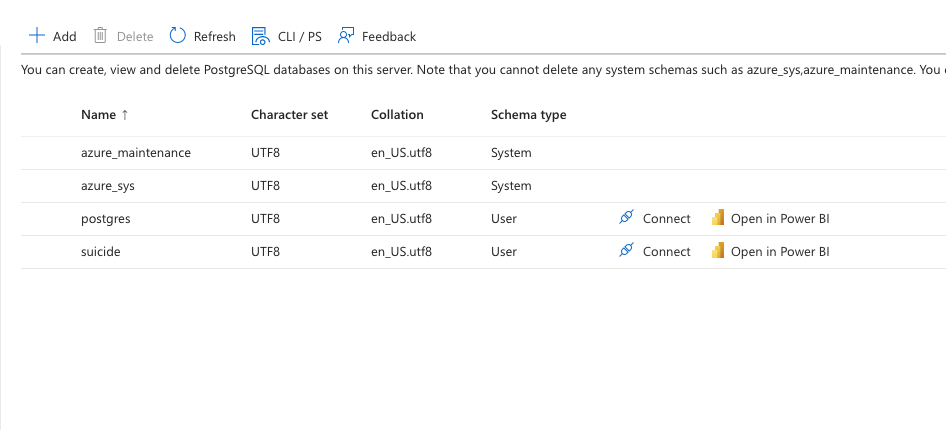 Add Delete Refresh CLI / PS Feedback
You can create, view and delete PostgreSQL databases on this server. Note that you cannot delete any system schemas such as azure_sys,azure_maintenance. You
Name ↑ Character set Collation Schema type
azure_maintenance UTF8 en_US.utf8 System
azure_sys UTF8 en_US.utf8 System
postgres UTF8 en_US.utf8 User Connect Open in Power BI
suicide UTF8 en_US.utf8 User Connect Open in Power BI